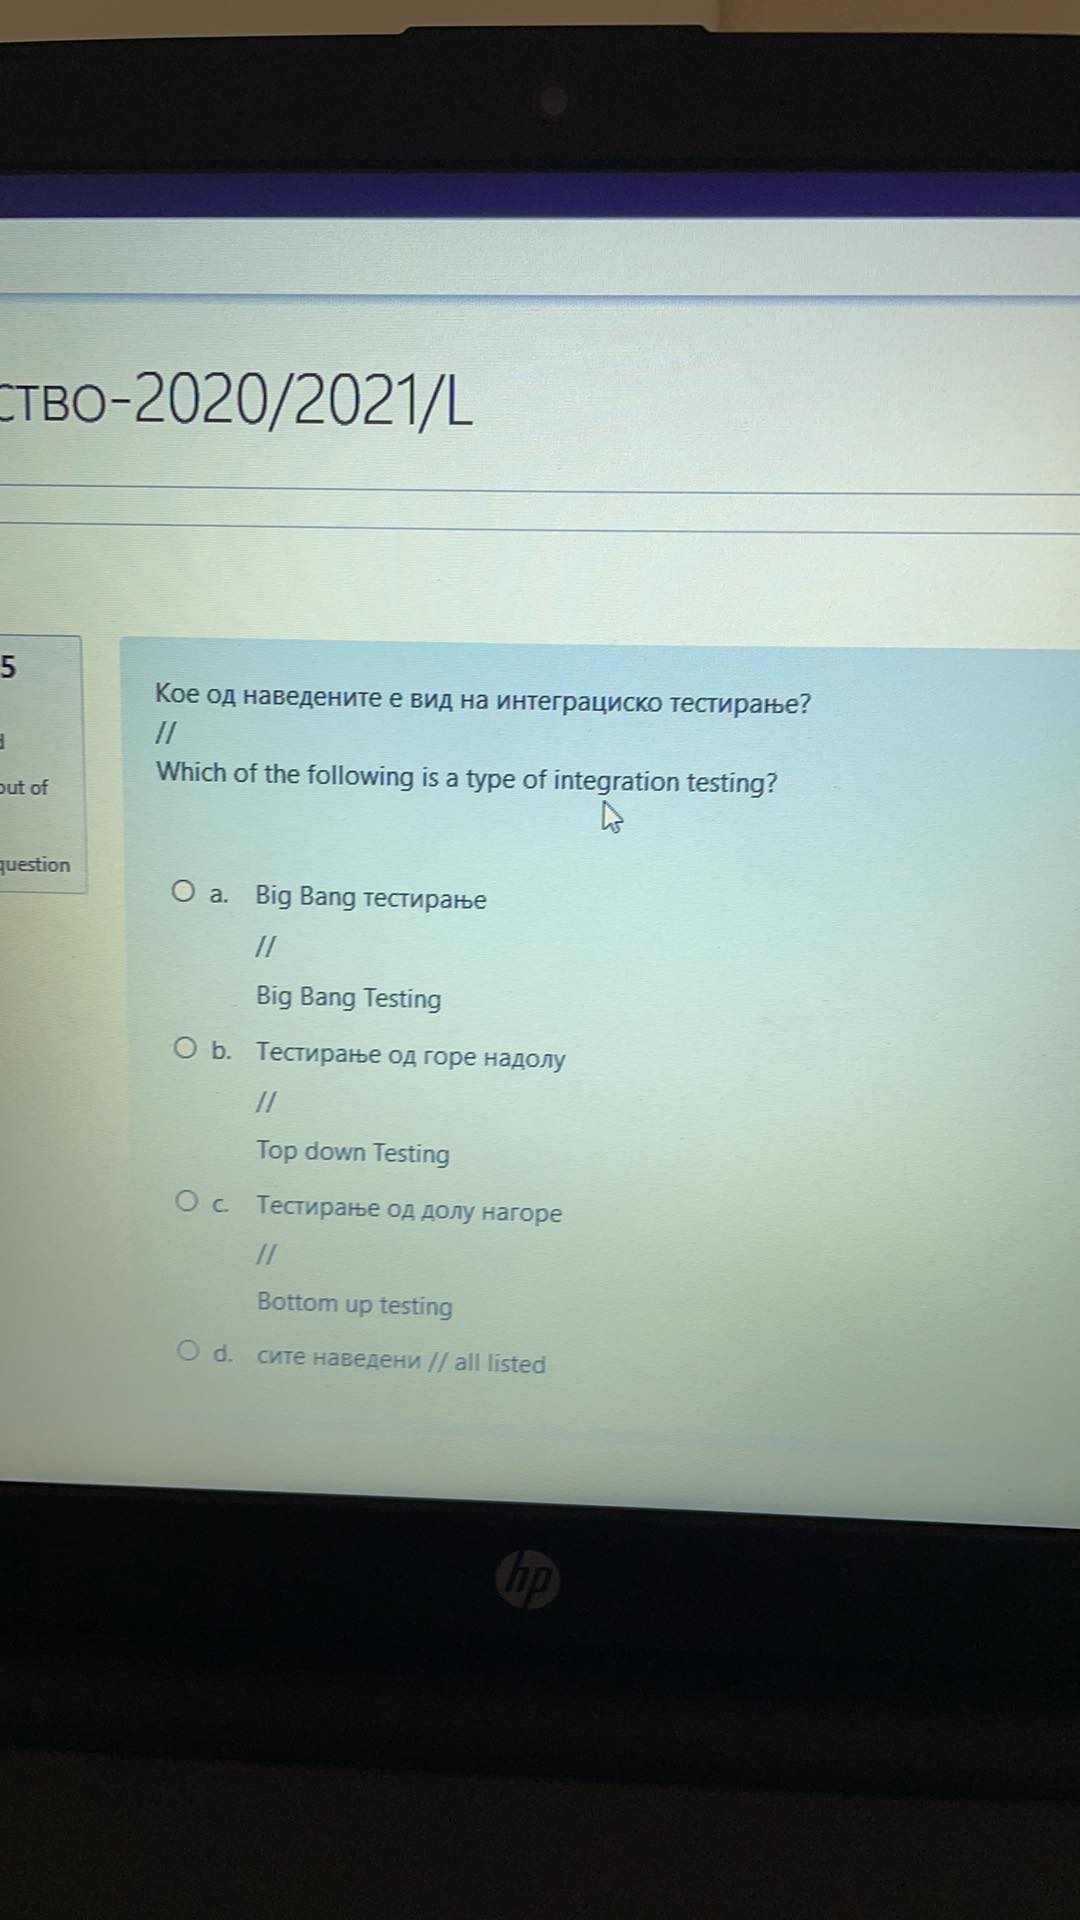 ство-2020/2021/L
5
out of
question
Кое од наведените е вид на интеграциско тестирање?
//
Which of the following is a type of integration testing?
a. Big Bang тестирање
//
Big Bang Testing
b. Тестирање од горе надолу
//
Top down Testing
c. Тестирање од долу нагоре
//
Bottom up testing
d. сите наведени // all listed
hp